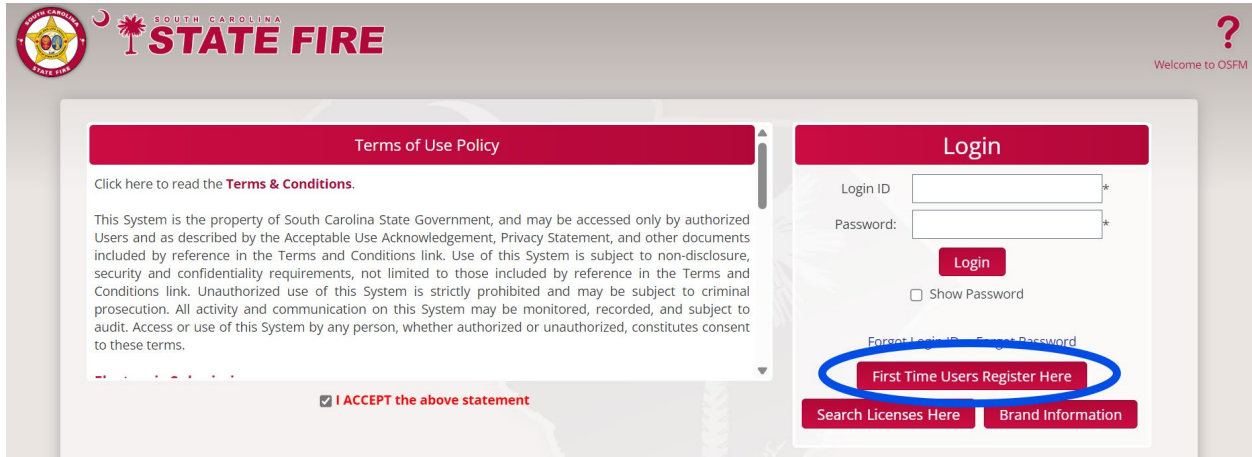 SOUTH CAROLINA
STATE FIRE
SOUTH CAROLINA
STATE FIRE
?
Welcome to OSFM
Terms of Use Policy
Click here to read the Terms & Conditions.
This System is the property of South Carolina State Government, and may be accessed only by authorized
Users and as described by the Acceptable Use Acknowledgement, Privacy Statement, and other documents
included by reference in the Terms and Conditions link. Use of this System is subject to non-disclosure,
security and confidentiality requirements, not limited to those included by reference in the Terms and
Conditions link. Unauthorized use of this System is strictly prohibited and may be subject to criminal
prosecution. All activity and communication on this System may be monitored, recorded, and subject to
audit. Access or use of this System by any person, whether authorized or unauthorized, constitutes consent
to these terms.
I ACCEPT the above statement
Login
Login ID *
Password: *
Login
Show Password
Forgot Login ID Forgot Password
First Time Users Register Here
Search Licenses Here Brand Information